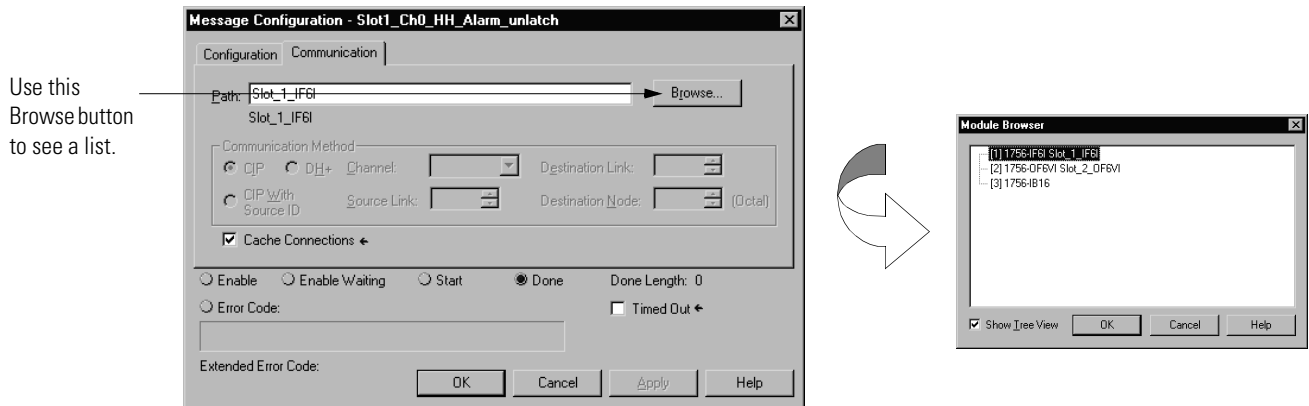 Use this
Browse button
to see a list.
Message Configuration - Slot1_Ch0_HH_Alarm_unlatch
Configuration Communication
Path: Slot_1_IF6I Browse...
Slot_1_IF6I
Communication Method
CIP DH+ Channel: Destination Link:
CIP With
Source ID Source Link: Destination Node: (Octal)
Cache Connections
Enable Enable Waiting Start Done Done Length: 0
Error Code: Timed Out
Extended Error Code:
OK Cancel Apply Help
Module Browser
[1] 1756-IF6I Slot_1_IF6I
[2] 1756-OF6VI Slot_2_OF6VI
[3] 1756-IB16
Show Tree View OK Cancel Help